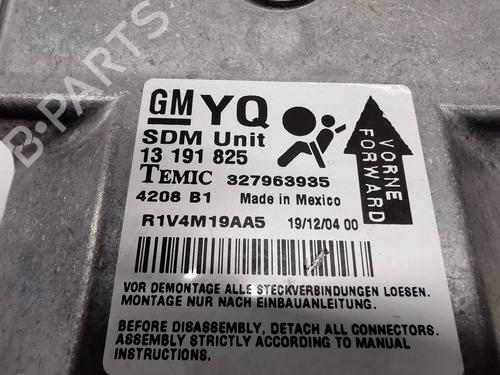 B-PARTS
GM YQ
SDM Unit
13 191 825
TEMIC 327963935
4208 B1 Made in Mexico
R1V4M19AA5 19/12/04 00
VORNE
FORWARD
VOR DEMONTAGE ALLE STECKVERBINDUNGEN LOESEN.
MONTAGE NUR NACH EINBAUANLEITUNG.
BEFORE DISASSEMBLY, DETACH ALL CONNECTORS.
ASSEMBLY STRICTLY ACCORDING TO MANUAL
INSTRUCTIONS.